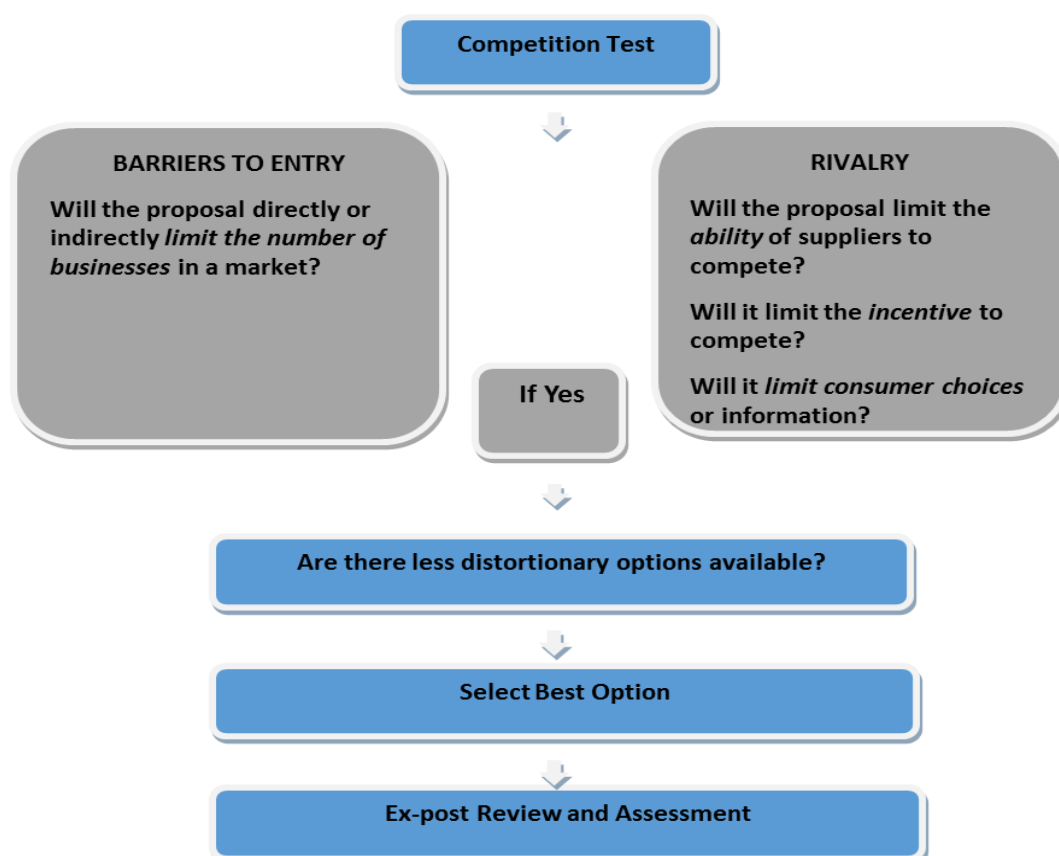 Competition Test
BARRIERS TO ENTRY
Will the proposal directly or
indirectly limit the number of
businesses in a market?
RIVALRY
Will the proposal limit the
ability of suppliers to
compete?
Will it limit the incentive to
compete?
Will it limit consumer choices
or information?
If Yes
Are there less distortionary options available?
Select Best Option
Ex-post Review and Assessment